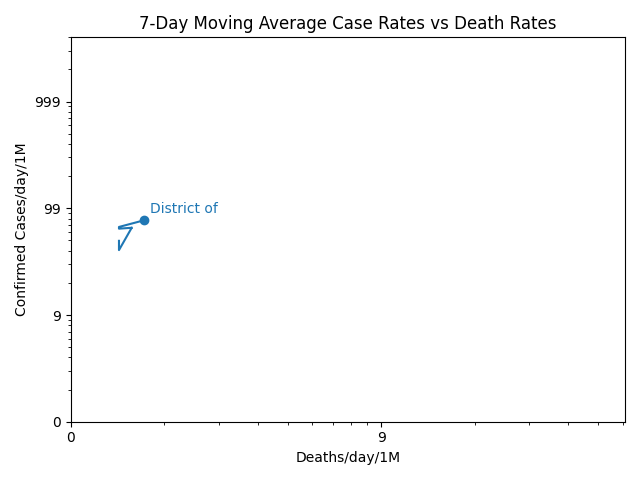 7-Day Moving Average Case Rates vs Death Rates
999
99
9
0
Confirmed Cases/day/1M
District of
0
9
Deaths/day/1M